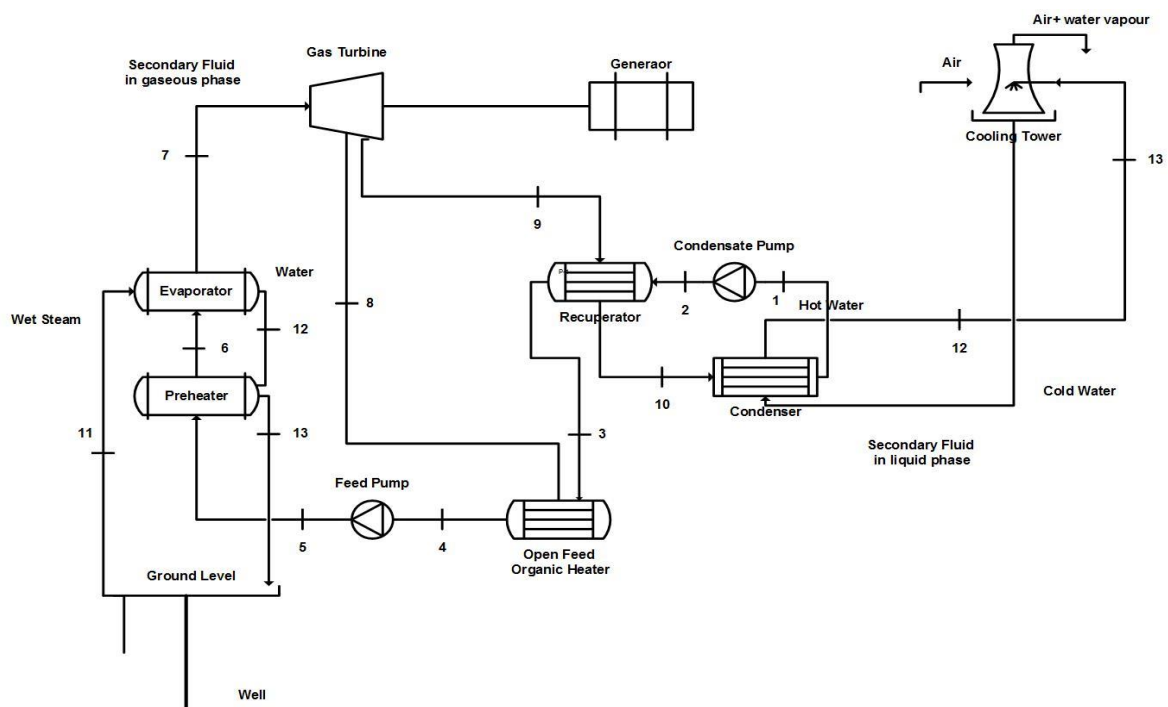 Air+ water vapour
Gas Turbine
Secondary Fluid
in gaseous phase
Generaor
Air
Cooling Tower
7
13
9
Condensate Pump
Water
Evaporator
2
1
8
Hot Water
Wet Steam
Recuperator
12
12
6
Preheater
10
Condenser
Cold Water
11
13
3
Secondary Fluid
in liquid phase
Feed Pump
5
4
Open Feed
Organic Heater
Ground Level
Well